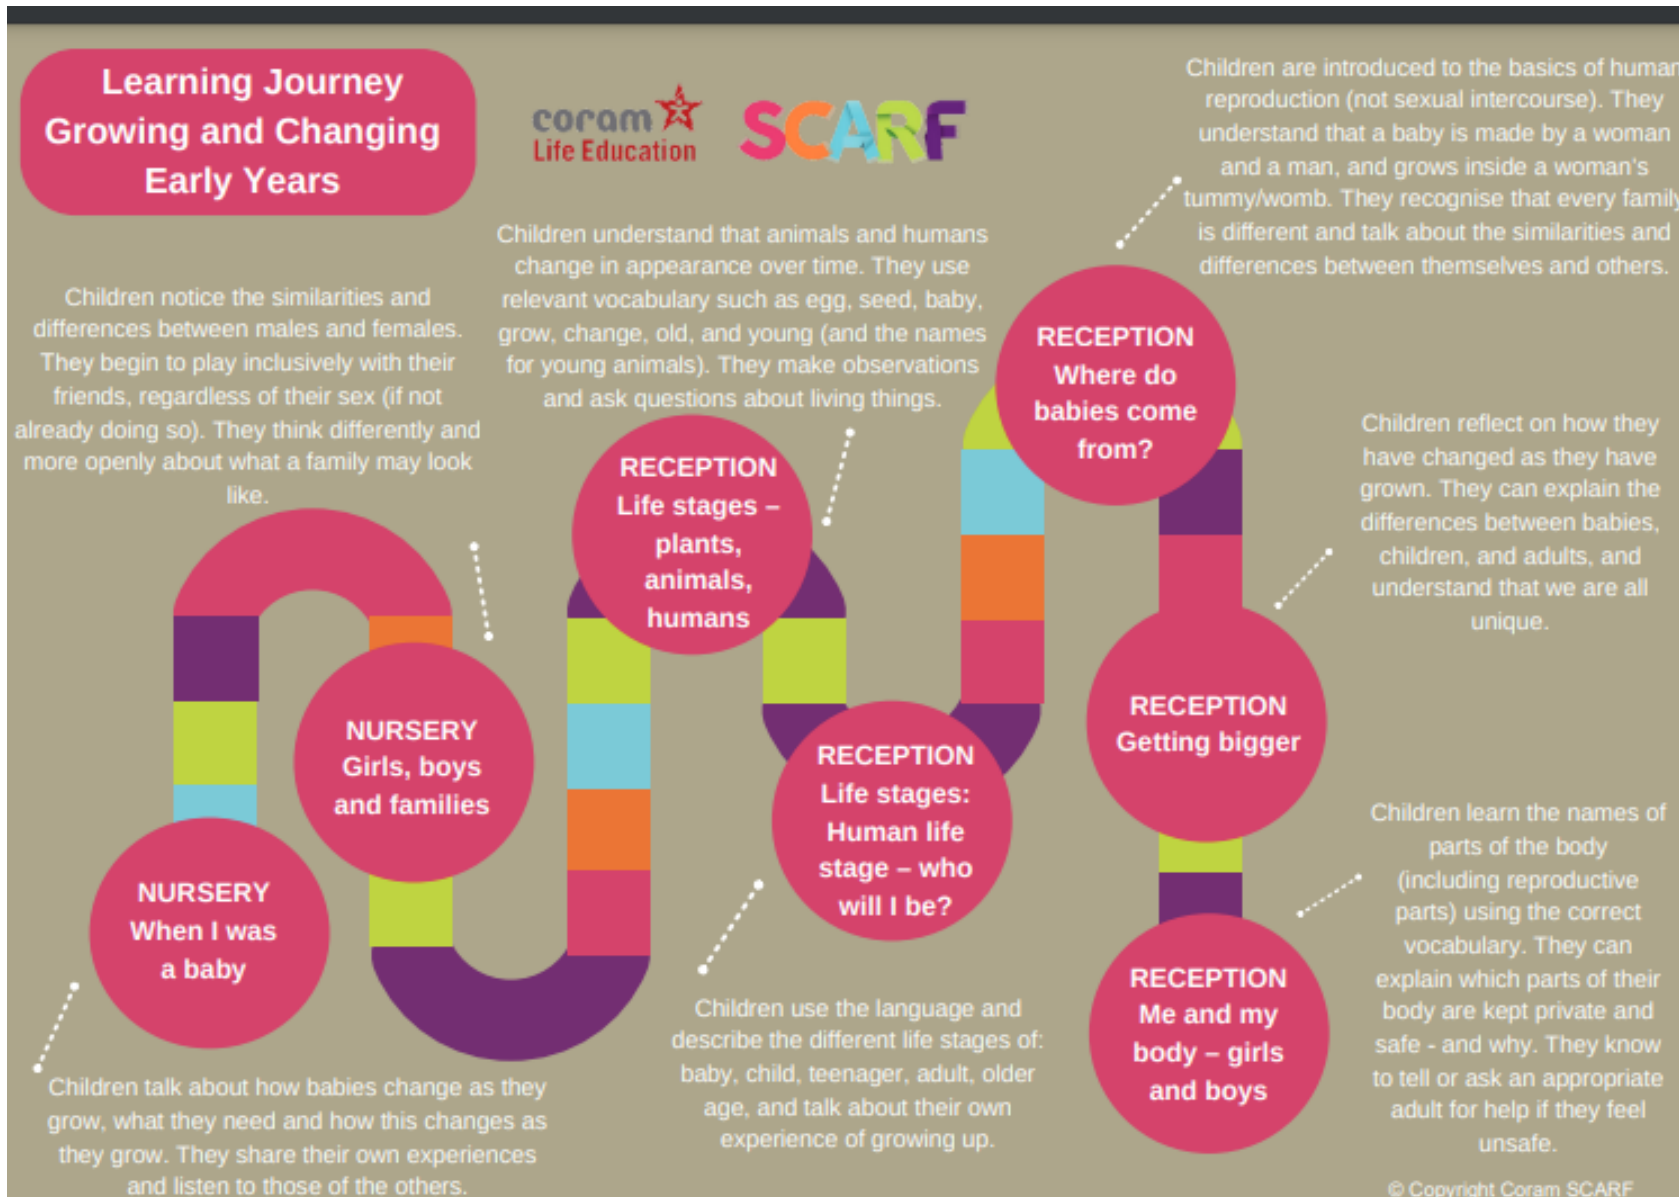 Learning Journey
Growing and Changing
Early Years
coram
Life Education
SCARF
Children are introduced to the basics of human
reproduction (not sexual intercourse). They
understand that a baby is made by a woman
and a man, and grows inside a woman's
tummy/womb. They recognise that every family
is different and talk about the similarities and
differences between themselves and others.
Children understand that animals and humans
change in appearance over time. They use
relevant vocabulary such as egg, seed, baby,
grow, change, old, and young (and the names
for young animals). They make observations
and ask questions about living things.
Children notice the similarities and
differences between males and females.
They begin to play inclusively with their
friends, regardless of their sex (if not
already doing so). They think differently and
more openly about what a family may look
like.
RECEPTION
Where do
babies come
from?
RECEPTION
Life stages –
plants,
animals,
humans
Children reflect on how they
have changed as they have
grown. They can explain the
differences between babies,
children, and adults, and
understand that we are all
unique.
NURSERY
Girls, boys
and families
RECEPTION
Getting bigger
RECEPTION
Life stages:
Human life
stage – who
will I be?
NURSERY
When I was
a baby
Children learn the names of
parts of the body
(including reproductive
parts) using the correct
vocabulary. They can
explain which parts of their
body are kept private and
safe - and why. They know
to tell or ask an appropriate
adult for help if they feel
unsafe.
RECEPTION
Me and my
body – girls
and boys
Children use the language and
describe the different life stages of:
baby, child, teenager, adult, older
age, and talk about their own
experience of growing up.
Children talk about how babies change as they
grow, what they need and how this changes as
they grow. They share their own experiences
and listen to those of the others.
© Copyright Coram SCARF